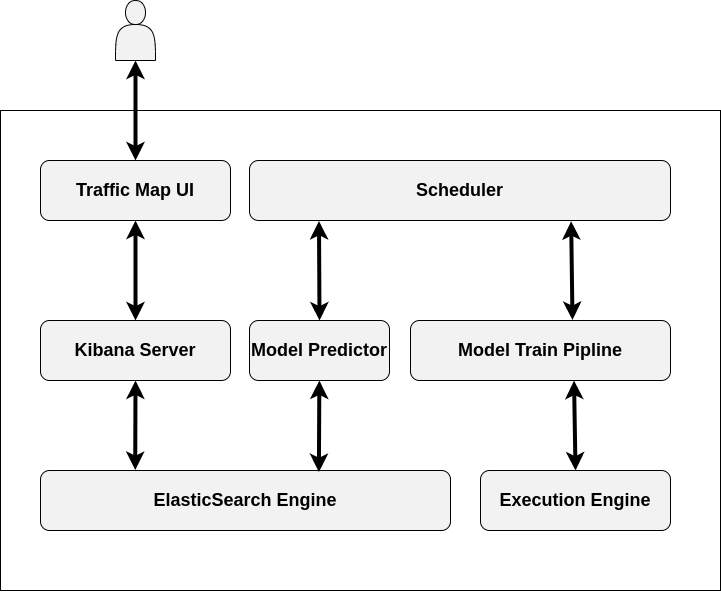 Traffic Map UI
Scheduler
Kibana Server
Model Predictor
Model Train Pipline
ElasticSearch Engine
Execution Engine